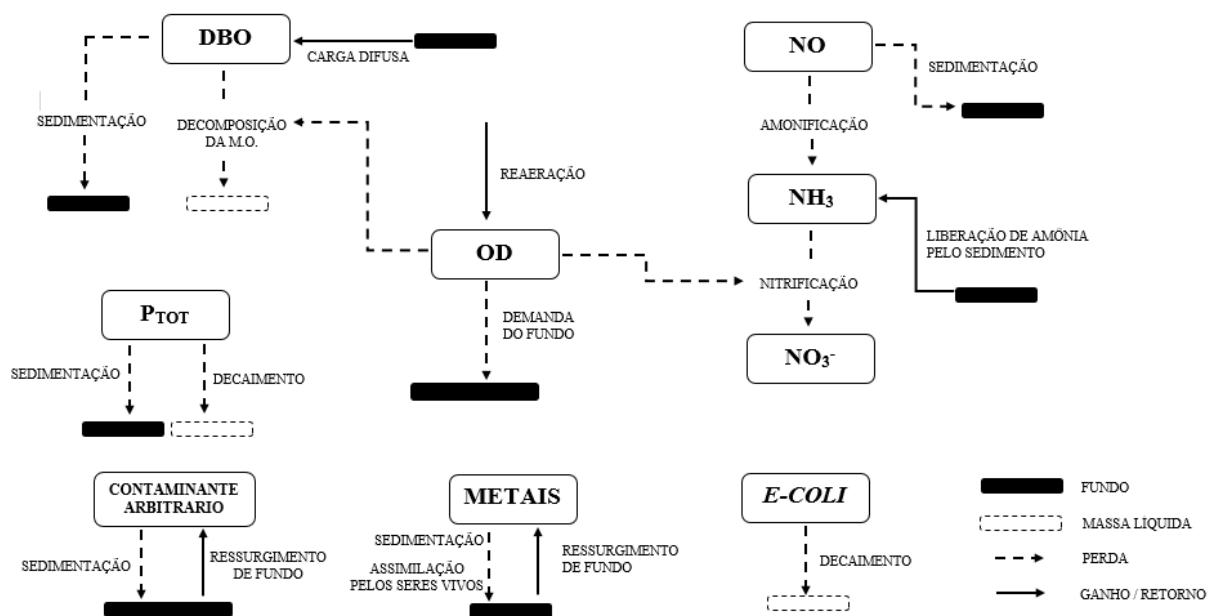 DBO
CARGA DIFUSA
SEDIMENTAÇÃO
DECOMPOSIÇÃO
DA M.O.
REAERAÇÃO
OD
DEMANDA
DO FUNDO
NO
SEDIMENTAÇÃO
AMONIFICAÇÃO
NH₃
LIBERAÇÃO DE AMÔNIA
PELO SEDIMENTO
NITRIFICAÇÃO
NO₃⁻
PTOT
SEDIMENTAÇÃO
DECAIMENTO
CONTAMINANTE
ARBITRARIO
SEDIMENTAÇÃO
RESSURGIMENTO
DE FUNDO
METAIS
SEDIMENTAÇÃO
ASSIMILAÇÃO
PELOS SERES VIVOS
RESSURGIMENTO
DE FUNDO
E-COLI
DECAIMENTO
FUNDO
MASSA LÍQUIDA
PERDA
GANHO / RETORNO